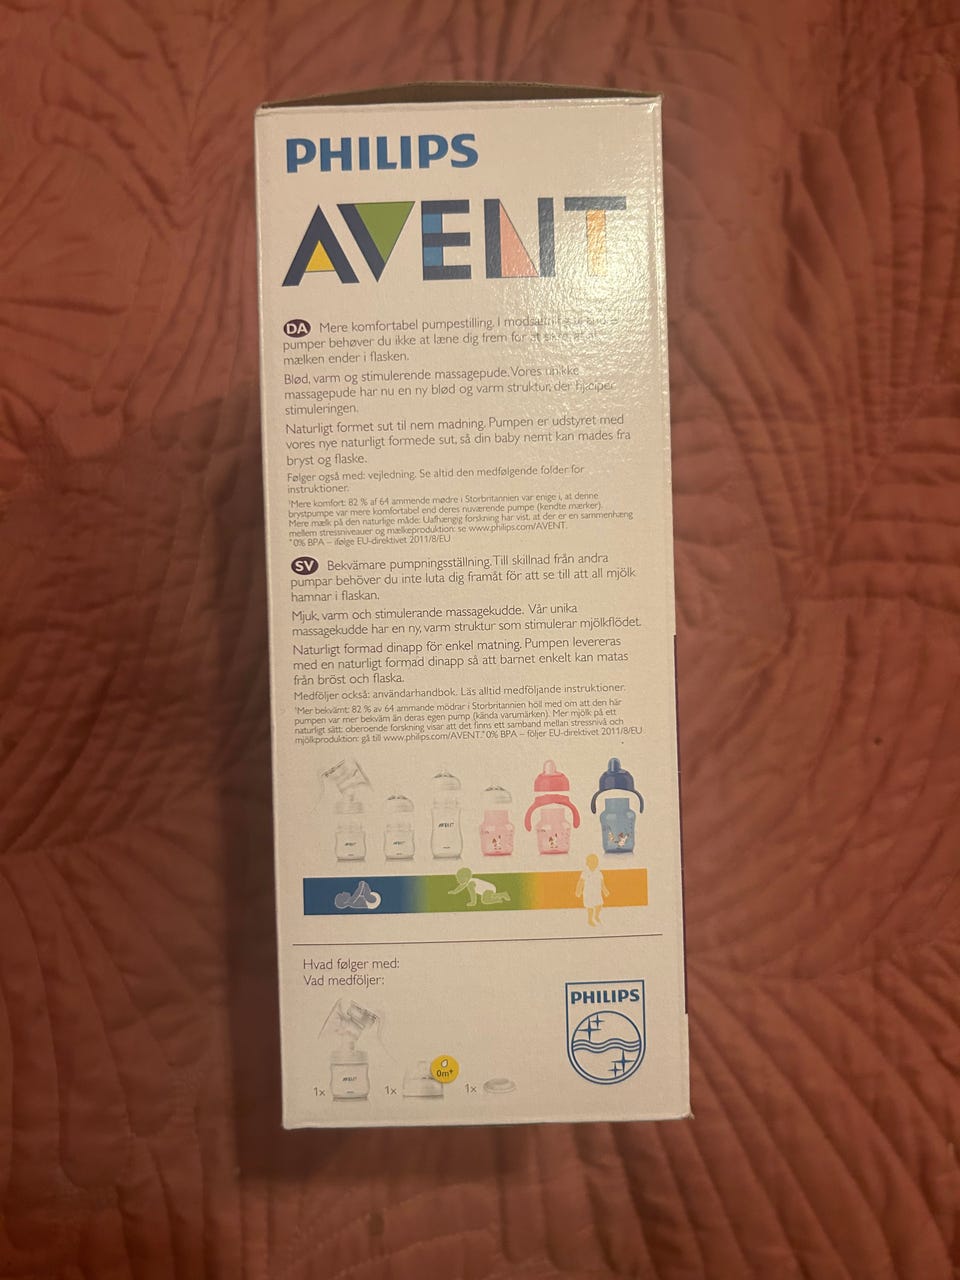 PHILIPS
AVENT
DA Mere komfortabel pumpestilling. I modsætning
pumper behøver du ikke at læne dig frem for at sikre, at al
mælken ender i flasken.
Blød, varm og stimulerende massagepude. Vores unikke
massagepude har nu en ny blød og varm struktur, der hjælper
stimuleringen.
Naturligt formet sut til nem madning. Pumpen er udstyret med
vores nye naturligt formede sut, så din baby nemt kan mades fra
bryst og flaske.
Følger også med: vejledning. Se altid den medfølgende folder for
instruktioner.
¹Mere komfort: 82 % af 64 ammende mødre i Storbritannien var enige i, at denne
brystpumpe var mere komfortabel end deres nuværende pumpe (kendte mærker).
Mere mælk på den naturlige måde: Uafhængig forskning har vist, at der er en sammenhæng
mellem stressniveauer og mælkeproduktion: se www.philips.com/AVENT.
*0% BPA – ifølge EU-direktivet 2011/8/EU
SV Bekvämare pumpningsställning. Till skillnad från andra
pumpar behöver du inte luta dig framåt för att se till att all mjölk
hamnar i flaskan.
Mjuk, varm och stimulerande massagekudde. Vår unika
massagekudde har en ny, varm struktur som stimulerar mjölkflödet.
Naturligt formad dinapp för enkel matning. Pumpen levereras
med en naturligt formad dinapp så att barnet enkelt kan matas
från bröst och flaska.
Medföljer också: användarhandbok. Läs alltid medföljande instruktioner.
¹Mer bekvämt: 82 % av 64 ammande mödrar i Storbritannien höll med om att den här
pumpen var mer bekväm än deras egen pump (kända varumärken). Mer mjölk på ett
naturligt sätt: oberoende forskning visar att det finns ett samband mellan stressnivå och
mjölkproduktion: gå till www.philips.com/AVENT. *0% BPA – följer EU-direktivet 2011/8/EU
AVENT
AVENT
AVENT
Hvad følger med:
Vad medföljer:
PHILIPS
AVENT
0m+
1x
1x
1x